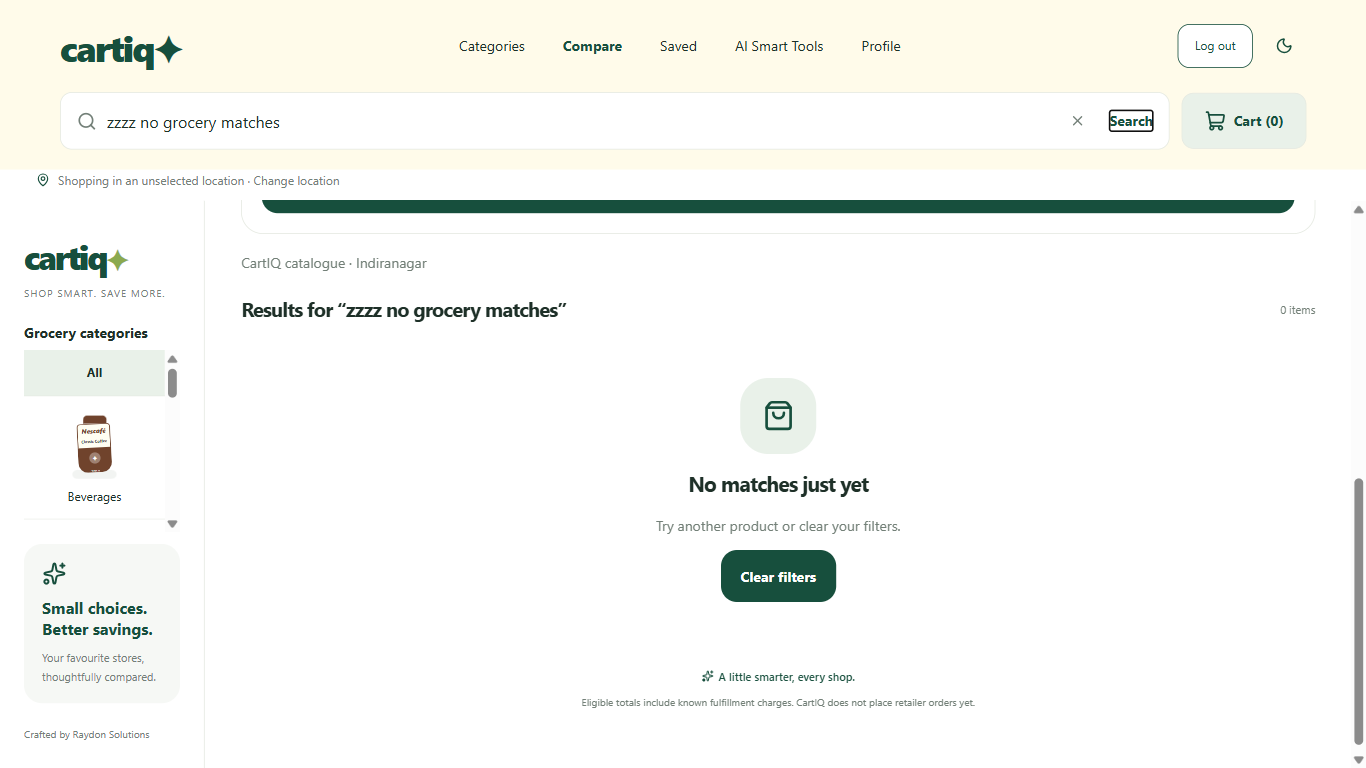 cartiq
Categories
Compare
Saved
AI Smart Tools
Profile
Log out
zzzz no grocery matches
Search
Cart (0)
Shopping in an unselected location · Change location
cartiq
SHOP SMART. SAVE MORE.
Grocery categories
All
Nescafé
Beverages
Small choices.
Better savings.
Your favourite stores,
thoughtfully compared.
Crafted by Raydon Solutions
CartIQ catalogue · Indiranagar
Results for “zzzz no grocery matches”
0 items
No matches just yet
Try another product or clear your filters.
Clear filters
A little smarter, every shop.
Eligible totals include known fulfillment charges. CartIQ does not place retailer orders yet.